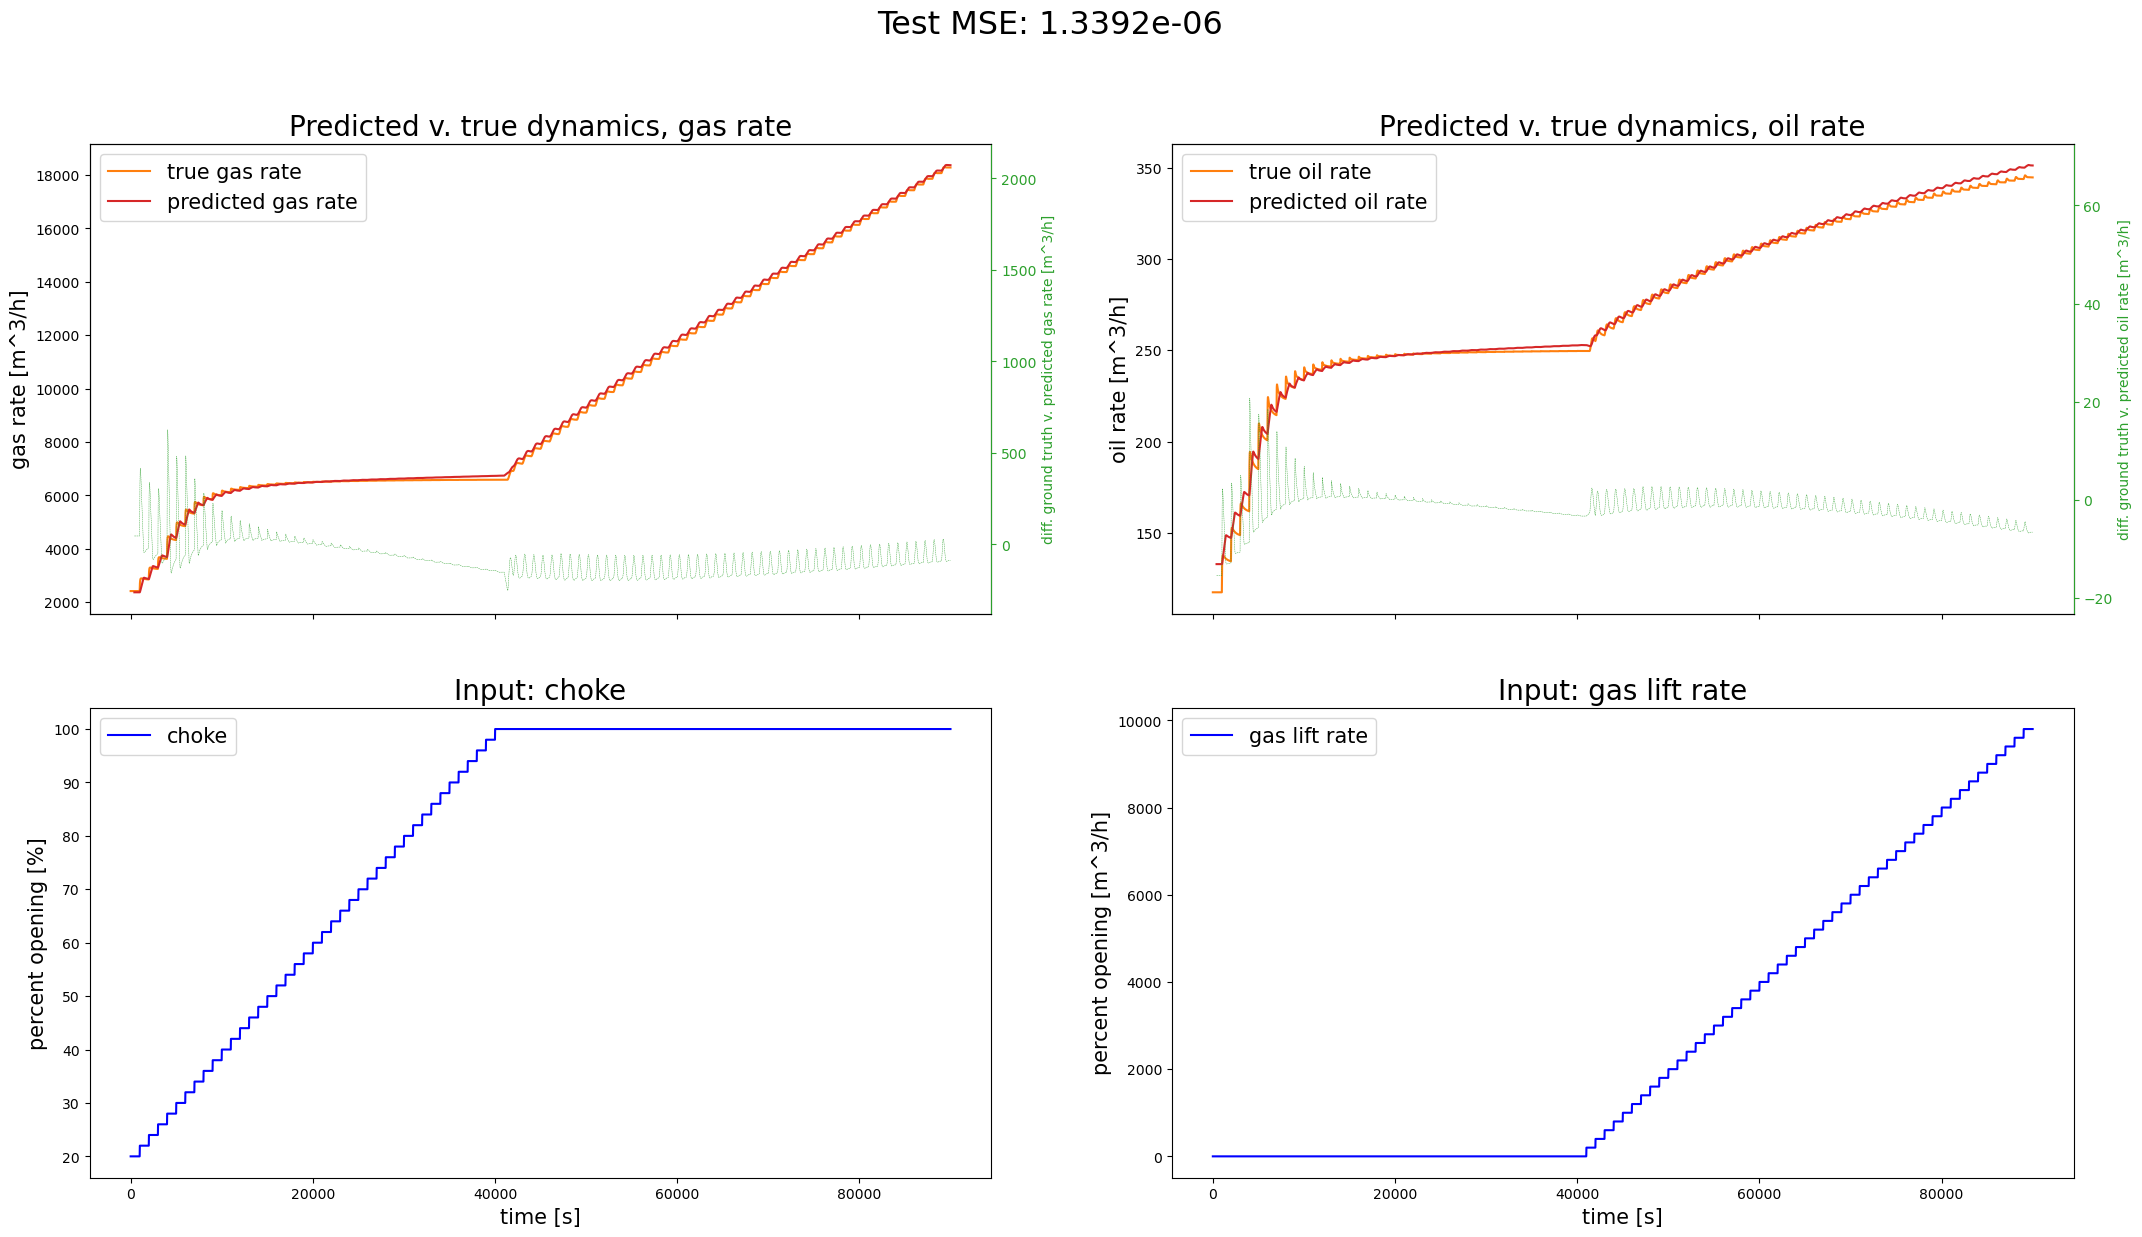 Test MSE: 1.3392e-06
Predicted v. true dynamics, gas rate
true gas rate
predicted gas rate
gas rate [m^3/h]
18000
16000
14000
12000
10000
8000
6000
4000
2000
2000
1500
1000
500
0
diff. ground truth v. predicted gas rate [m^3/h]
Predicted v. true dynamics, oil rate
true oil rate
predicted oil rate
oil rate [m^3/h]
350
300
250
200
150
60
40
20
0
−20
diff. ground truth v. predicted oil rate [m^3/h]
Input: choke
choke
percent opening [%]
100
90
80
70
60
50
40
30
20
0 20000 40000 60000 80000
time [s]
Input: gas lift rate
gas lift rate
percent opening [m^3/h]
10000
8000
6000
4000
2000
0
0 20000 40000 60000 80000
time [s]